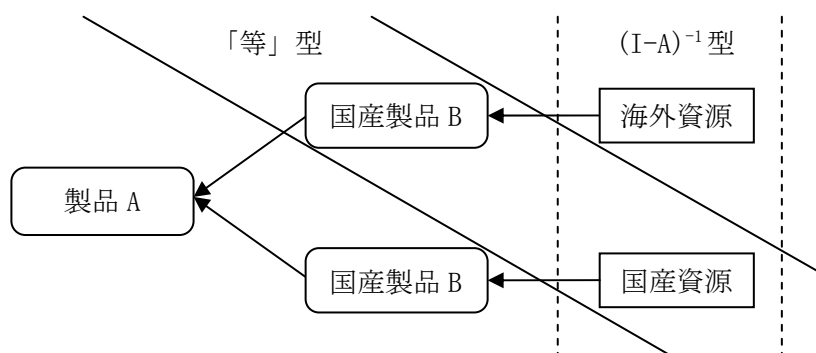 「等」型
(I-A)⁻¹型
国産製品 B
海外資源
製品 A
国産製品 B
国産資源